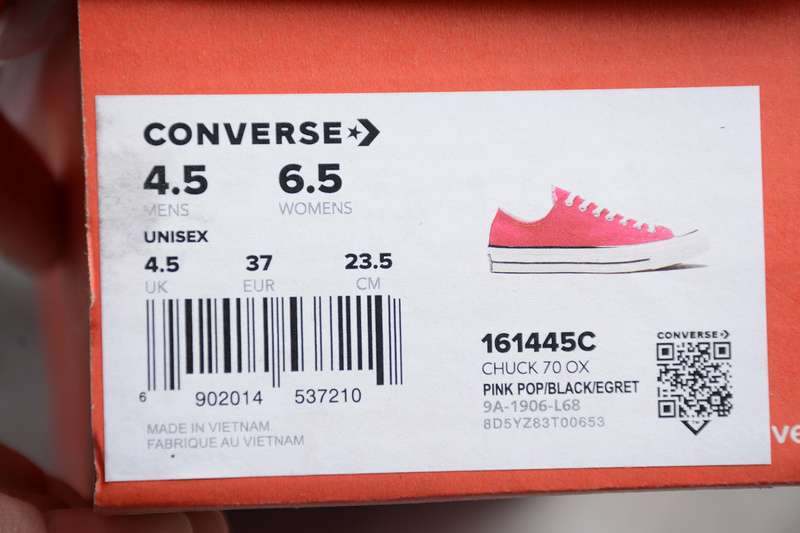 CONVERSE
4.5 6.5
MENS WOMENS
UNISEX
4.5 37 23.5
UK EUR CM
6 902014 537210
MADE IN VIETNAM
FABRIQUE AU VIETNAM
161445C
CHUCK 70 OX
PINK POP/BLACK/EGRET
9A-1906-L68
8D5YZ83T00653
CONVERSE
ve